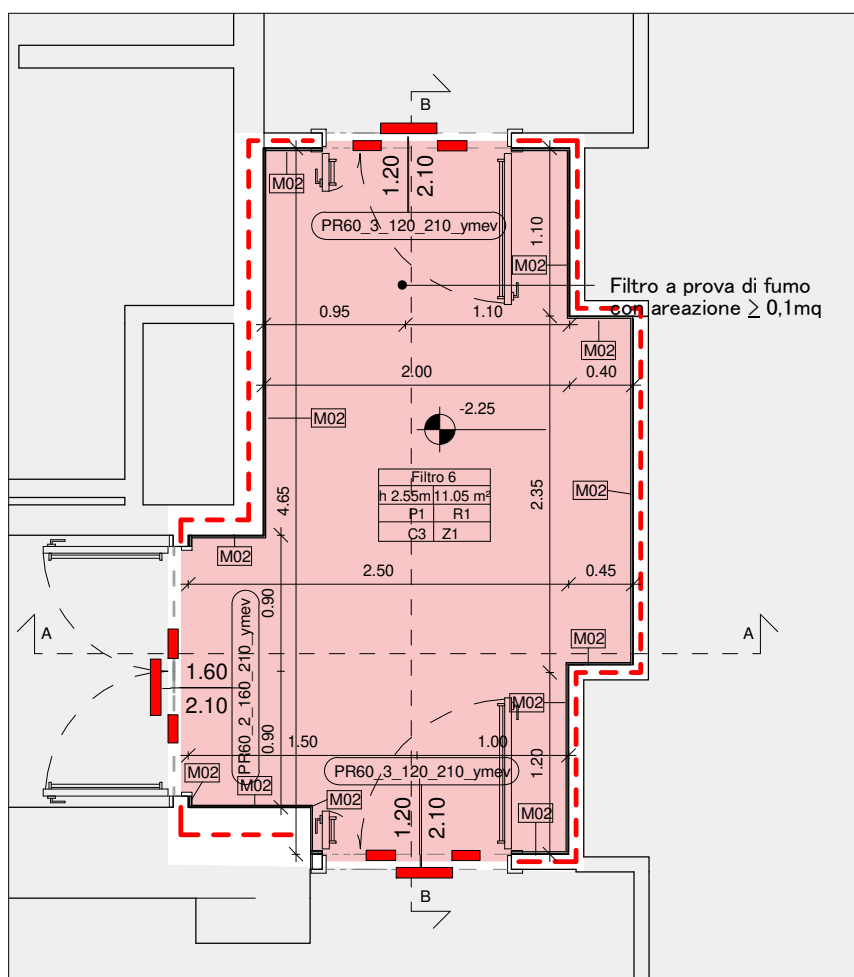 B
M02
1.20
2.10
PR60_3_120_210_ymev
1.10
M02
Filtro a prova di fumo
con areazione ≥ 0,1mq
0.95
1.10
M02
2.00
0.40
M02
-2.25
Filtro 6
h 2.55m 11.05 m²
P1 R1
C3 Z1
M02
4.65
2.35
M02
2.50
0.45
0.90
A
A
M02
1.60
2.10
PR60_2_160_210_ymev
M02
0.90
1.50
1.00
M02
PR60_3_120_210_ymev
1.20
M02
M02
M02
1.20
2.10
B